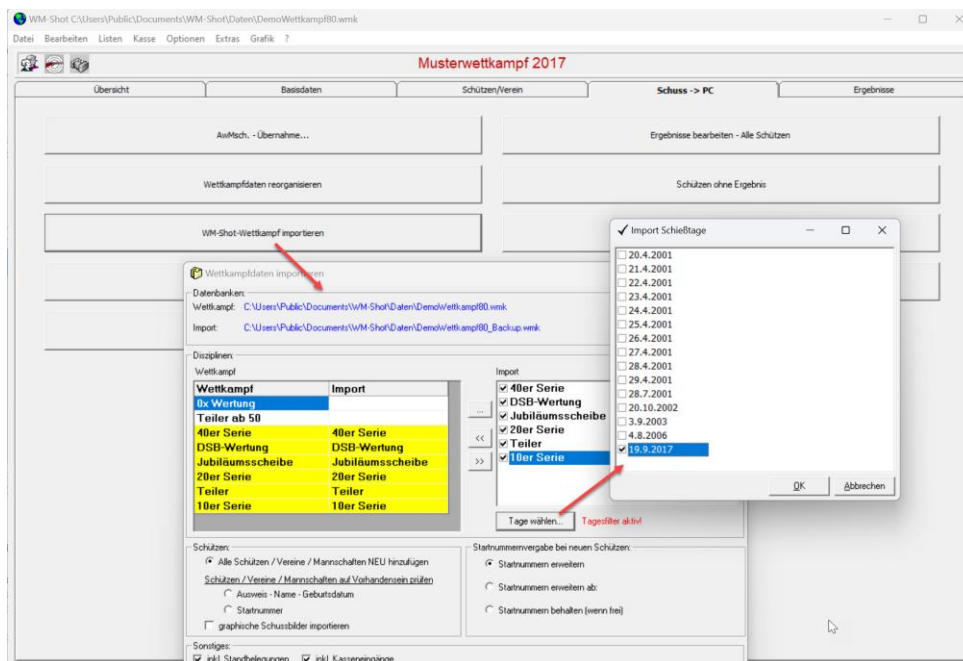 WM-Shot C:\Users\Public\Documents\WM-Shot\Daten\DemoWettkampf80.wmk
Datei Bearbeiten Listen Kasse Optionen Extras Grafik ?
Musterwettkampf 2017
Übersicht Basisdaten Schützen/Verein Schuss -> PC Ergebnisse
AwMsch. - Übernahme...
Ergebnisse bearbeiten - Alle Schützen
Wettkampfdaten reorganisieren
Schützen ohne Ergebnis
WM-Shot-Wettkampf importieren
Wettkampfdaten importieren
Datenbanken:
Wettkampf: C:\Users\Public\Documents\WM-Shot\Daten\DemoWettkampf80.wmk
Import: C:\Users\Public\Documents\WM-Shot\Daten\DemoWettkampf80_Backup.wmk
Disziplinen:
Wettkampf
Wettkampf Import
0x Wertung
Teiler ab 50
40er Serie 40er Serie
DSB-Wertung DSB-Wertung
Jubiläumsscheibe Jubiläumsscheibe
20er Serie 20er Serie
Teiler Teiler
10er Serie 10er Serie
...
<<
>>
Import
40er Serie
DSB-Wertung
Jubiläumsscheibe
20er Serie
Teiler
10er Serie
Tage wählen... Tagesfilter aktiv!
Schützen:
Alle Schützen / Vereine / Mannschaften NEU hinzufügen
Schützen / Vereine / Mannschaften auf Vorhandensein prüfen
Ausweis - Name - Geburtsdatum
Startnummer
graphische Schussbilder importieren
Startnummernvergabe bei neuen Schützen:
Startnummern erweitern
Startnummern erweitern ab:
Startnummern behalten (wenn frei)
Sonstiges:
inkl. Standbelegungen inkl. Kasseneingänge
Import Schießtage
20.4.2001
21.4.2001
22.4.2001
23.4.2001
24.4.2001
25.4.2001
26.4.2001
27.4.2001
28.4.2001
29.4.2001
28.7.2001
20.10.2002
3.9.2003
4.8.2006
19.9.2017
OK Abbrechen